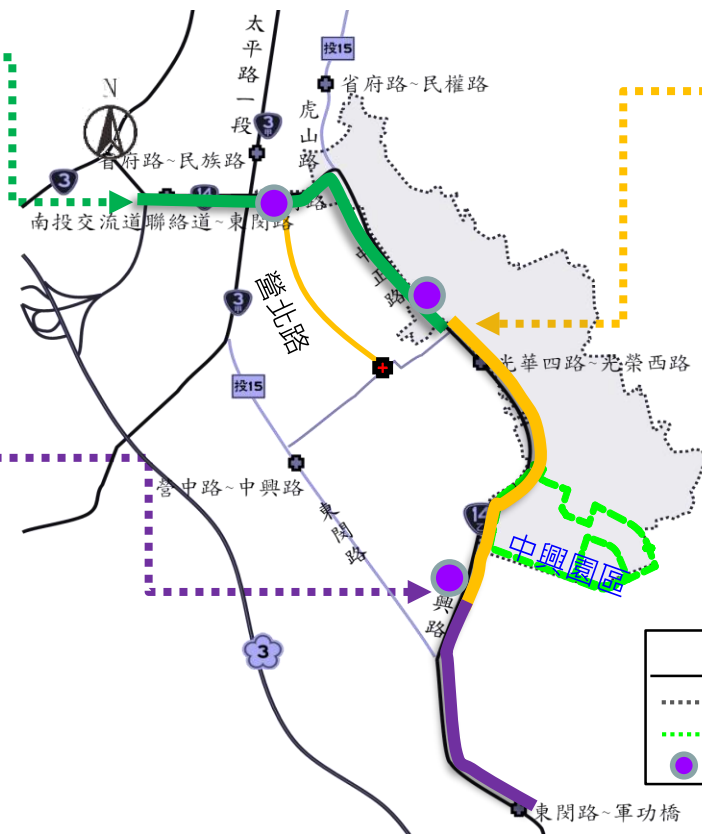 太平路一段
投15
省府路~民權路
N
虎山路
3甲
省府路~民族路
3
14
南投交流道聯絡道~東閔路
路
中正路
營北路
3甲
光華四路~光榮西路
投15
營中路~中興路
東閔路
14
中興園區
興路
3
東閔路~軍功橋